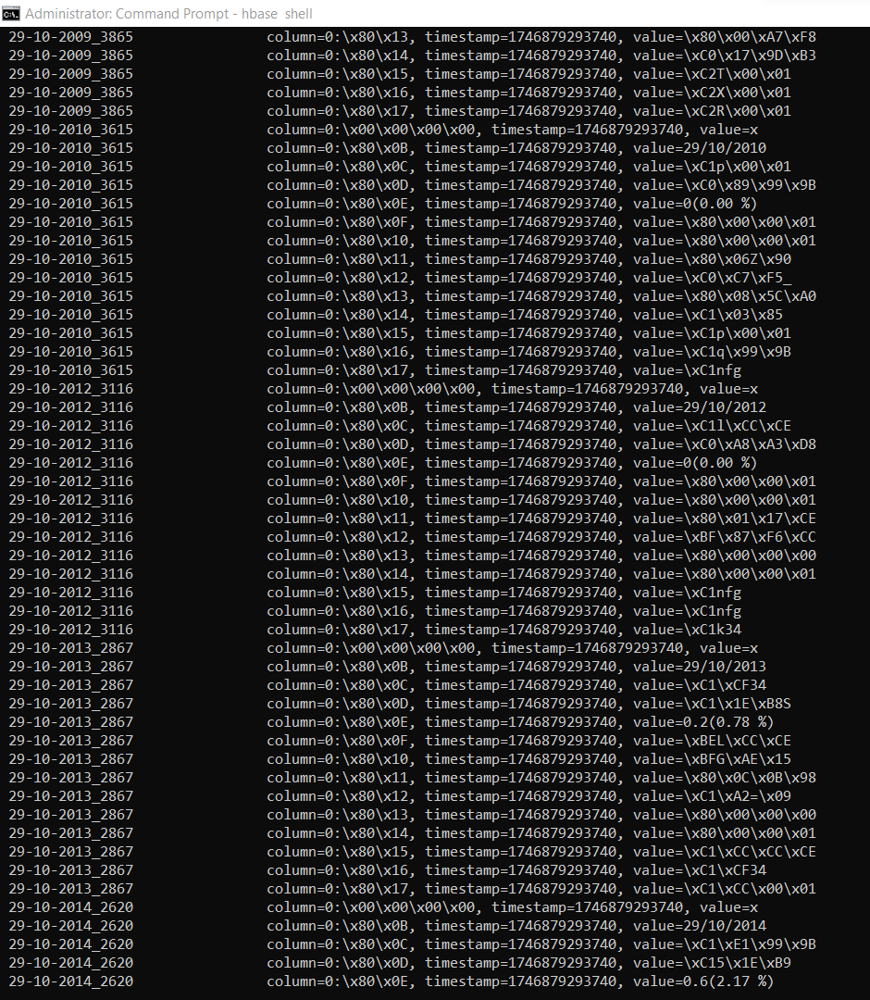 Administrator: Command Prompt - hbase  shell
29-10-2009_3865 column=0:\x80\x13, timestamp=1746879293740, value=\x80\x00\xA7\xF8
29-10-2009_3865 column=0:\x80\x14, timestamp=1746879293740, value=\xC0\x17\x9D\xB3
29-10-2009_3865 column=0:\x80\x15, timestamp=1746879293740, value=\xC2T\x00\x01
29-10-2009_3865 column=0:\x80\x16, timestamp=1746879293740, value=\xC2X\x00\x01
29-10-2009_3865 column=0:\x80\x17, timestamp=1746879293740, value=\xC2R\x00\x01
29-10-2010_3615 column=0:\x00\x00\x00\x00, timestamp=1746879293740, value=x
29-10-2010_3615 column=0:\x80\x0B, timestamp=1746879293740, value=29/10/2010
29-10-2010_3615 column=0:\x80\x0C, timestamp=1746879293740, value=\xC1p\x00\x01
29-10-2010_3615 column=0:\x80\x0D, timestamp=1746879293740, value=\xC0\x89\x99\x9B
29-10-2010_3615 column=0:\x80\x0E, timestamp=1746879293740, value=0(0.00 %)
29-10-2010_3615 column=0:\x80\x0F, timestamp=1746879293740, value=\x80\x00\x00\x01
29-10-2010_3615 column=0:\x80\x10, timestamp=1746879293740, value=\x80\x00\x00\x01
29-10-2010_3615 column=0:\x80\x11, timestamp=1746879293740, value=\x80\x06Z\x90
29-10-2010_3615 column=0:\x80\x12, timestamp=1746879293740, value=\xC0\xC7\xF5_
29-10-2010_3615 column=0:\x80\x13, timestamp=1746879293740, value=\x80\x08\x5C\xA0
29-10-2010_3615 column=0:\x80\x14, timestamp=1746879293740, value=\xC1\x03\x85
29-10-2010_3615 column=0:\x80\x15, timestamp=1746879293740, value=\xC1p\x00\x01
29-10-2010_3615 column=0:\x80\x16, timestamp=1746879293740, value=\xC1q\x99\x9B
29-10-2010_3615 column=0:\x80\x17, timestamp=1746879293740, value=\xC1nfg
29-10-2012_3116 column=0:\x00\x00\x00\x00, timestamp=1746879293740, value=x
29-10-2012_3116 column=0:\x80\x0B, timestamp=1746879293740, value=29/10/2012
29-10-2012_3116 column=0:\x80\x0C, timestamp=1746879293740, value=\xC1l\xCC\xCE
29-10-2012_3116 column=0:\x80\x0D, timestamp=1746879293740, value=\xC0\xA8\xA3\xD8
29-10-2012_3116 column=0:\x80\x0E, timestamp=1746879293740, value=0(0.00 %)
29-10-2012_3116 column=0:\x80\x0F, timestamp=1746879293740, value=\x80\x00\x00\x01
29-10-2012_3116 column=0:\x80\x10, timestamp=1746879293740, value=\x80\x00\x00\x01
29-10-2012_3116 column=0:\x80\x11, timestamp=1746879293740, value=\x80\x01\x17\xCE
29-10-2012_3116 column=0:\x80\x12, timestamp=1746879293740, value=\xBF\x87\xF6\xCC
29-10-2012_3116 column=0:\x80\x13, timestamp=1746879293740, value=\x80\x00\x00\x00
29-10-2012_3116 column=0:\x80\x14, timestamp=1746879293740, value=\x80\x00\x00\x01
29-10-2012_3116 column=0:\x80\x15, timestamp=1746879293740, value=\xC1nfg
29-10-2012_3116 column=0:\x80\x16, timestamp=1746879293740, value=\xC1nfg
29-10-2012_3116 column=0:\x80\x17, timestamp=1746879293740, value=\xC1k34
29-10-2013_2867 column=0:\x00\x00\x00\x00, timestamp=1746879293740, value=x
29-10-2013_2867 column=0:\x80\x0B, timestamp=1746879293740, value=29/10/2013
29-10-2013_2867 column=0:\x80\x0C, timestamp=1746879293740, value=\xC1\xCF34
29-10-2013_2867 column=0:\x80\x0D, timestamp=1746879293740, value=\xC1\x1E\xB8S
29-10-2013_2867 column=0:\x80\x0E, timestamp=1746879293740, value=0.2(0.78 %)
29-10-2013_2867 column=0:\x80\x0F, timestamp=1746879293740, value=\xBEL\xCC\xCE
29-10-2013_2867 column=0:\x80\x10, timestamp=1746879293740, value=\xBFG\xAE\x15
29-10-2013_2867 column=0:\x80\x11, timestamp=1746879293740, value=\x80\x0C\x0B\x98
29-10-2013_2867 column=0:\x80\x12, timestamp=1746879293740, value=\xC1\xA2=\x09
29-10-2013_2867 column=0:\x80\x13, timestamp=1746879293740, value=\x80\x00\x00\x00
29-10-2013_2867 column=0:\x80\x14, timestamp=1746879293740, value=\x80\x00\x00\x01
29-10-2013_2867 column=0:\x80\x15, timestamp=1746879293740, value=\xC1\xCC\xCC\xCE
29-10-2013_2867 column=0:\x80\x16, timestamp=1746879293740, value=\xC1\xCF34
29-10-2013_2867 column=0:\x80\x17, timestamp=1746879293740, value=\xC1\xCC\x00\x01
29-10-2014_2620 column=0:\x00\x00\x00\x00, timestamp=1746879293740, value=x
29-10-2014_2620 column=0:\x80\x0B, timestamp=1746879293740, value=29/10/2014
29-10-2014_2620 column=0:\x80\x0C, timestamp=1746879293740, value=\xC1\xE1\x99\x9B
29-10-2014_2620 column=0:\x80\x0D, timestamp=1746879293740, value=\xC15\x1E\xB9
29-10-2014_2620 column=0:\x80\x0E, timestamp=1746879293740, value=0.6(2.17 %)